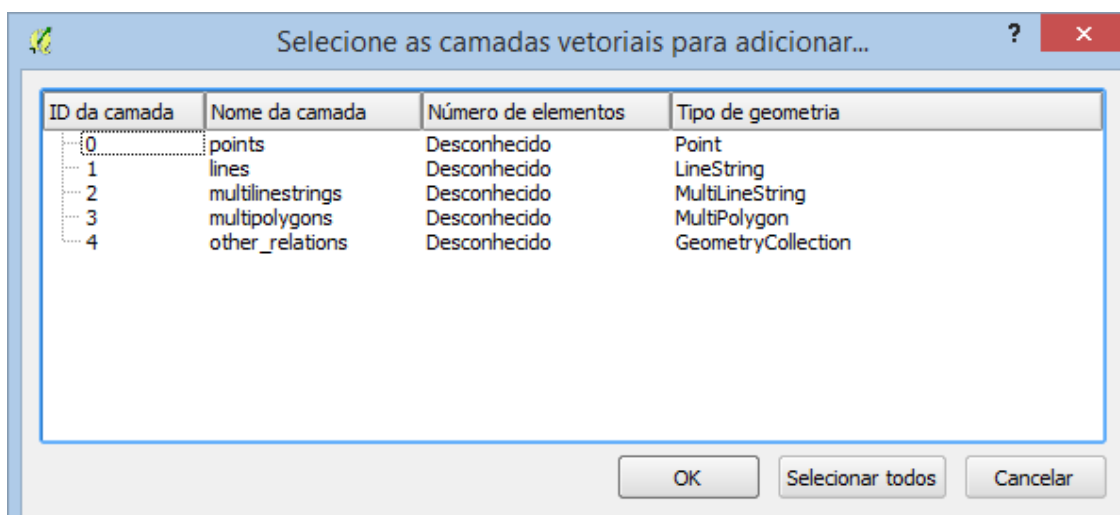 Selecione as camadas vetoriais para adicionar...
?
ID da camada Nome da camada Número de elementos Tipo de geometria
0 points Desconhecido Point
1 lines Desconhecido LineString
2 multilinestrings Desconhecido MultiLineString
3 multipolygons Desconhecido MultiPolygon
4 other_relations Desconhecido GeometryCollection
OK Selecionar todos Cancelar